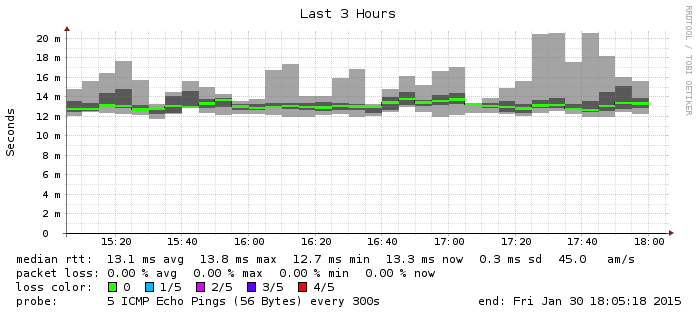 Last 3 Hours
RRDTOOL / TOBI OETIKER
Seconds
20 m
18 m
16 m
14 m
12 m
10 m
8 m
6 m
4 m
2 m
0
15:20 15:40 16:00 16:20 16:40 17:00 17:20 17:40 18:00
median rtt: 13.1 ms avg 13.8 ms max 12.7 ms min 13.3 ms now 0.3 ms sd 45.0 am/s
packet loss: 0.00 % avg 0.00 % max 0.00 % min 0.00 % now
loss color: 0 1/5 2/5 3/5 4/5
probe: 5 ICMP Echo Pings (56 Bytes) every 300s end: Fri Jan 30 18:05:18 2015